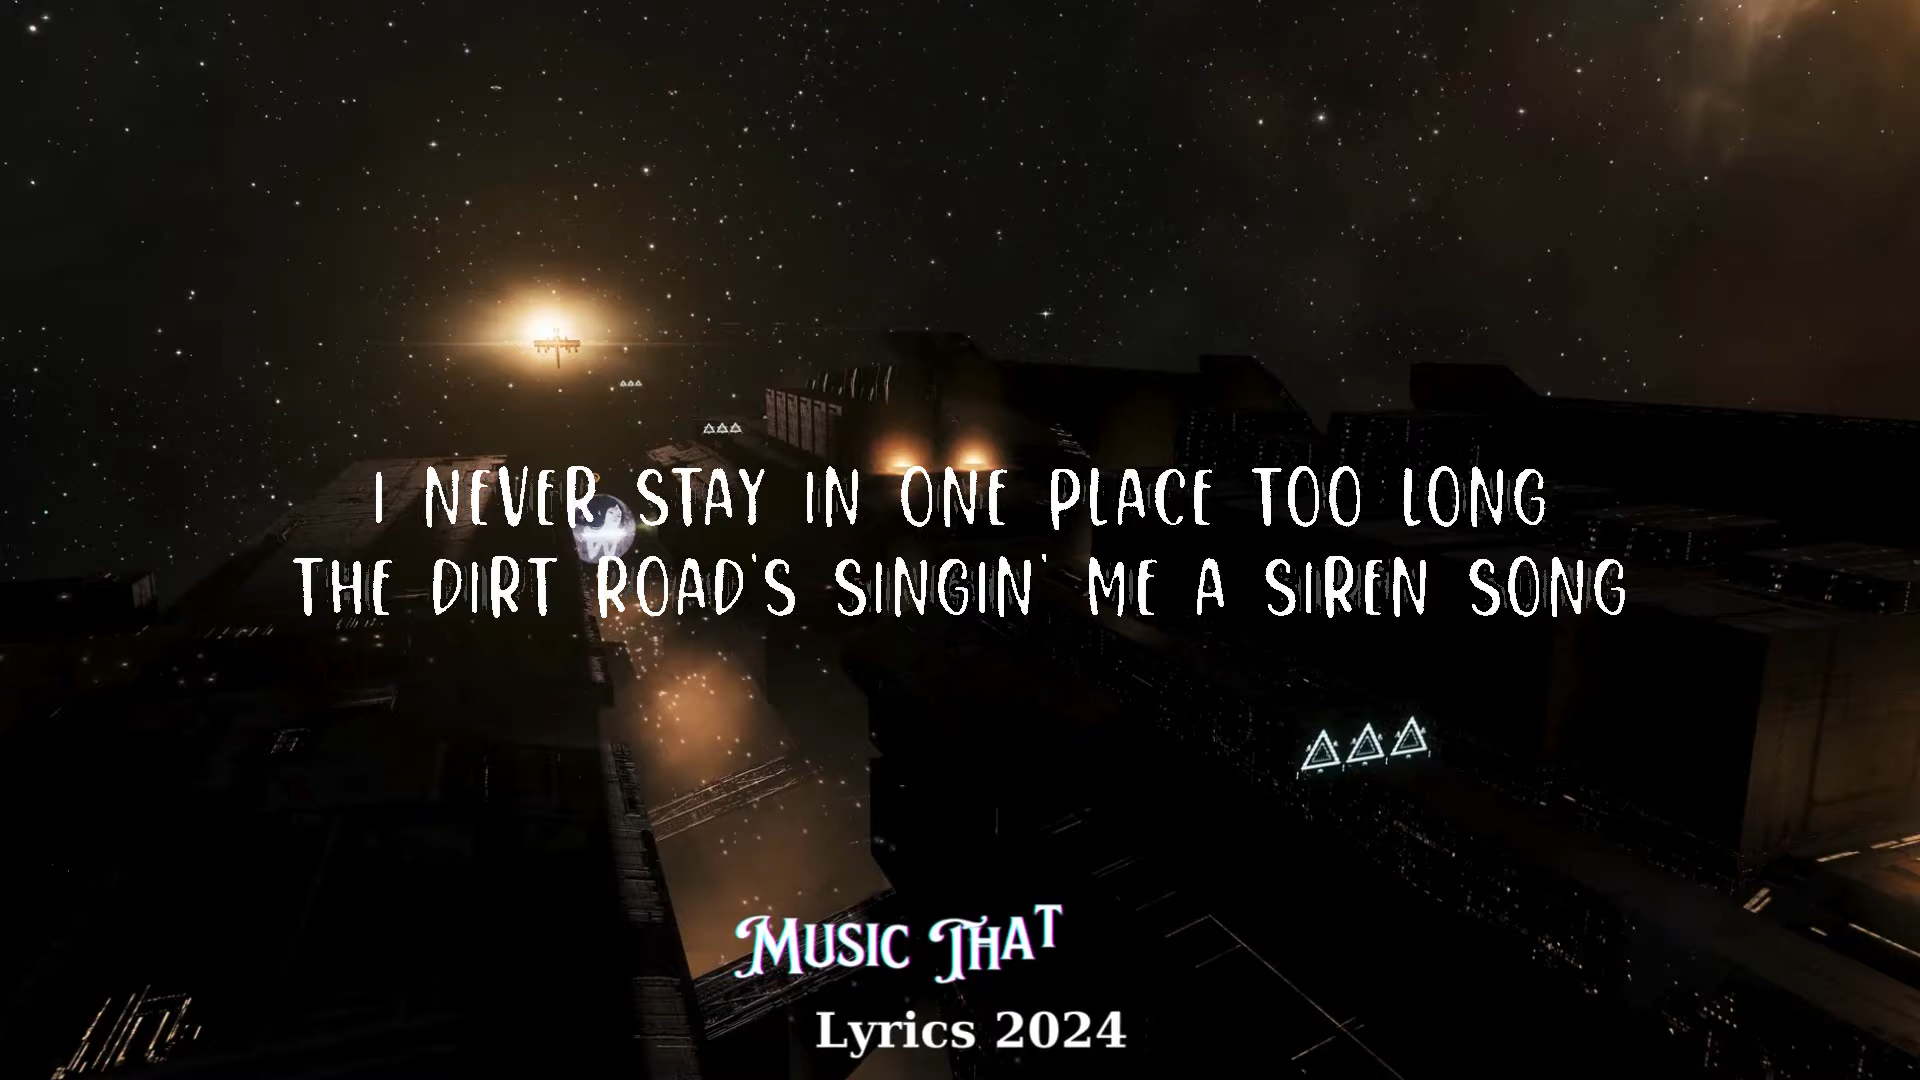 I NEVER STAY IN ONE PLACE TOO LONG
THE DIRT ROAD'S SINGIN' ME A SIREN SONG
MUSIC THAT
Lyrics 2024